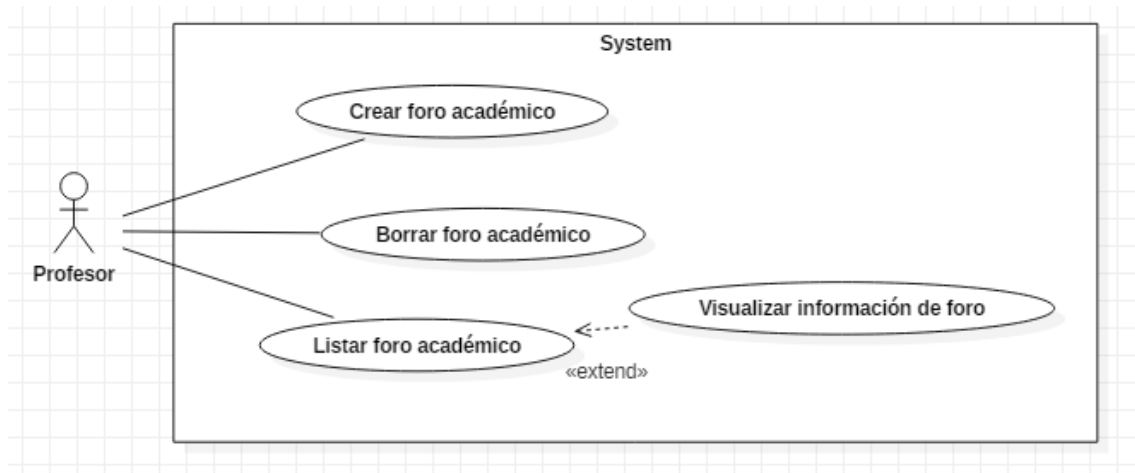 System
Crear foro académico
Borrar foro académico
Profesor
Visualizar información de foro
Listar foro académico
«extend»